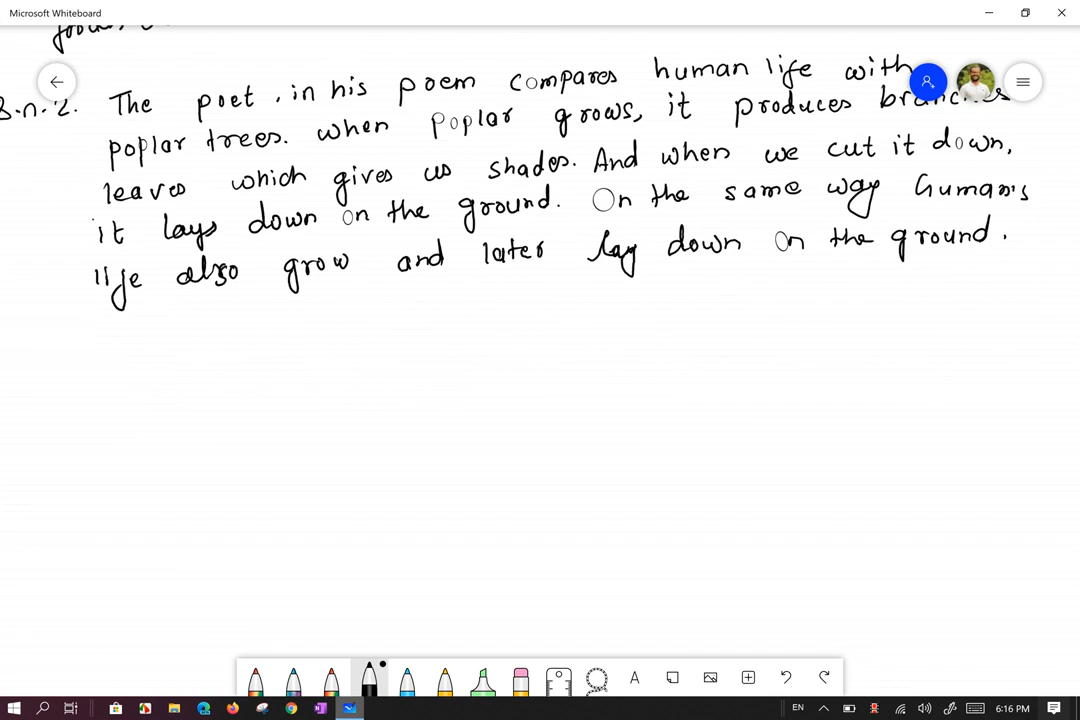 Microsoft Whiteboard
The poet, in his poem compares human life with
poplar trees. when poplar grows, it produces branches
leaves which gives us shades. And when we cut it down,
it lays down on the ground. On the same way human's
life also grow and later lay down on the ground.
A
EN 6:16 PM